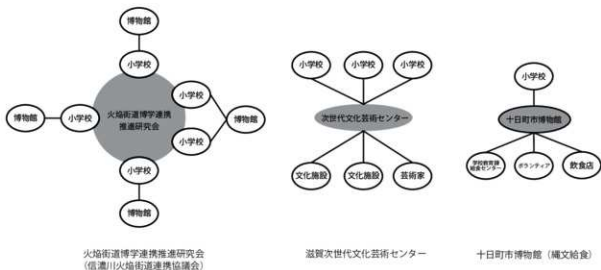 博物館
小学校
火焔街道博学連携
推進研究会
小学校
博物館
小学校
博物館
小学校
小学校
博物館
火焔街道博学連携推進研究会
(信濃川火焔街道連携協議会)
小学校
小学校
小学校
次世代文化芸術センター
文化施設
文化施設
芸術家
滋賀次世代文化芸術センター
小学校
十日町市博物館
学校教育課
給食センター
ボランティア
飲食店
十日町市博物館（縄文給食）